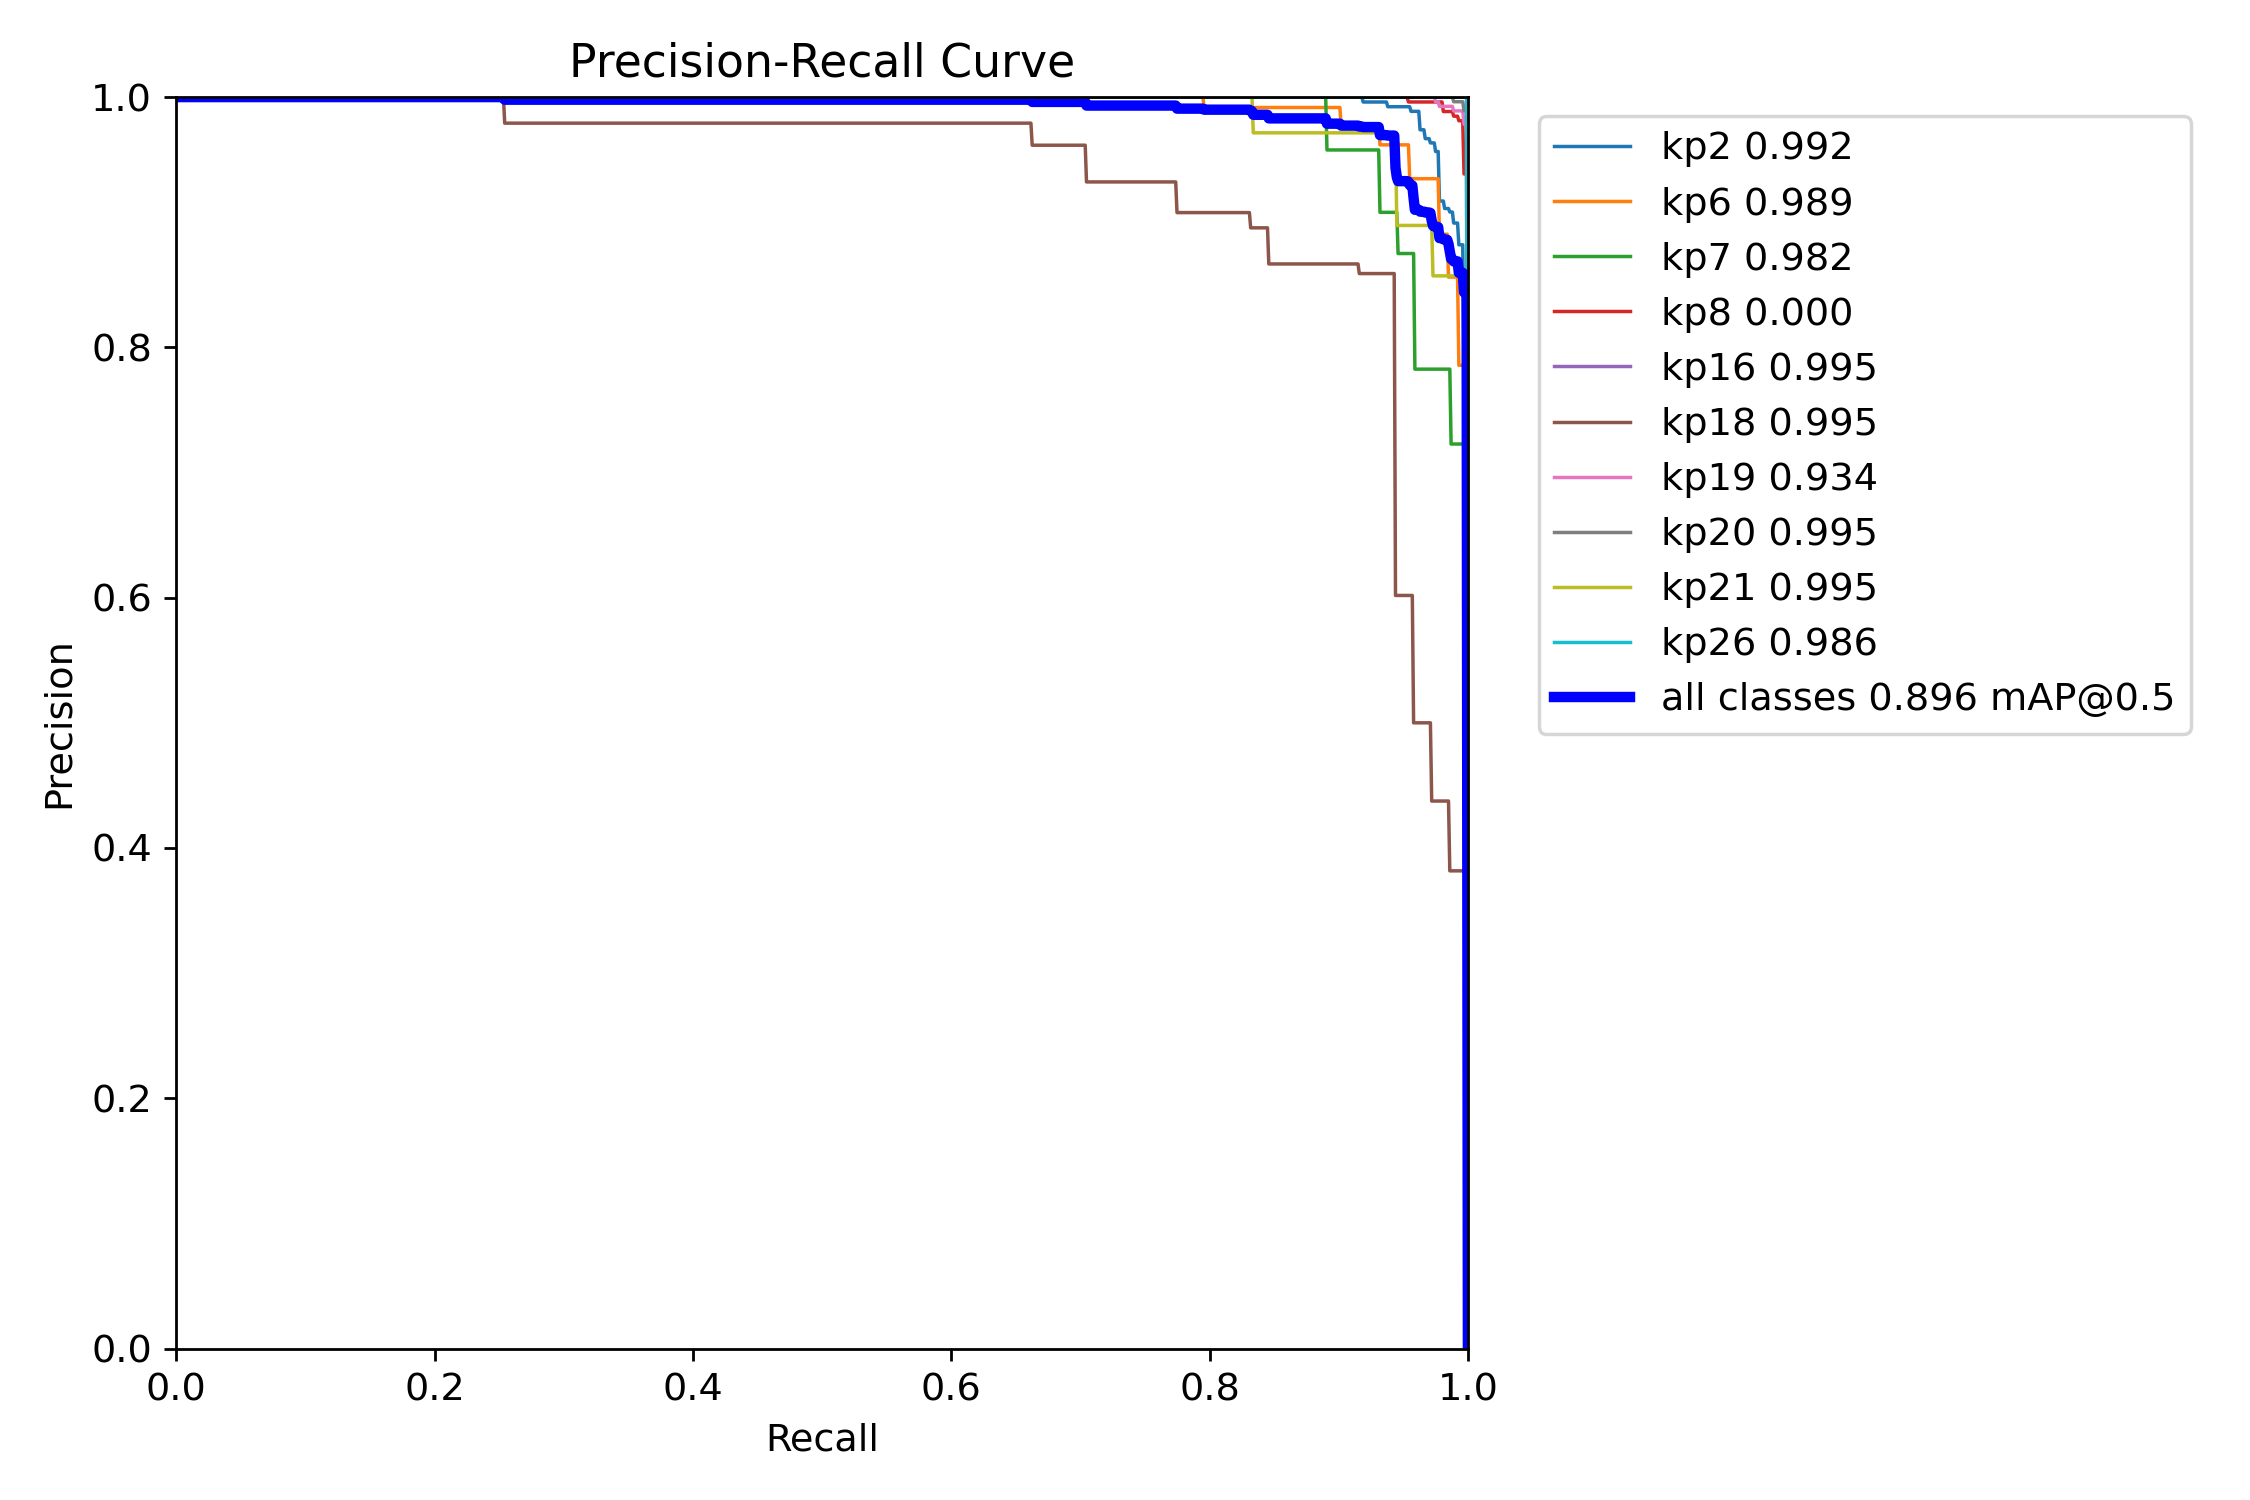 Precision-Recall Curve
1.0
0.8
0.6
0.4
0.2
0.0
Precision
0.0 0.2 0.4 0.6 0.8 1.0
Recall
kp2 0.992
kp6 0.989
kp7 0.982
kp8 0.000
kp16 0.995
kp18 0.995
kp19 0.934
kp20 0.995
kp21 0.995
kp26 0.986
all classes 0.896 mAP@0.5